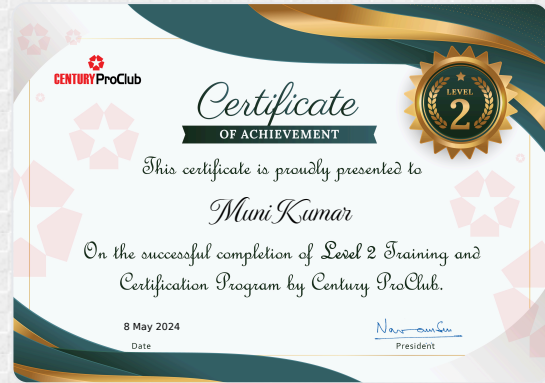 CENTURY ProClub
Certificate
OF ACHIEVEMENT
LEVEL
2
This certificate is proudly presented to
Muni Kumar
On the successful completion of Level 2 Training and
Certification Program by Century ProClub.
8 May 2024
Date
President